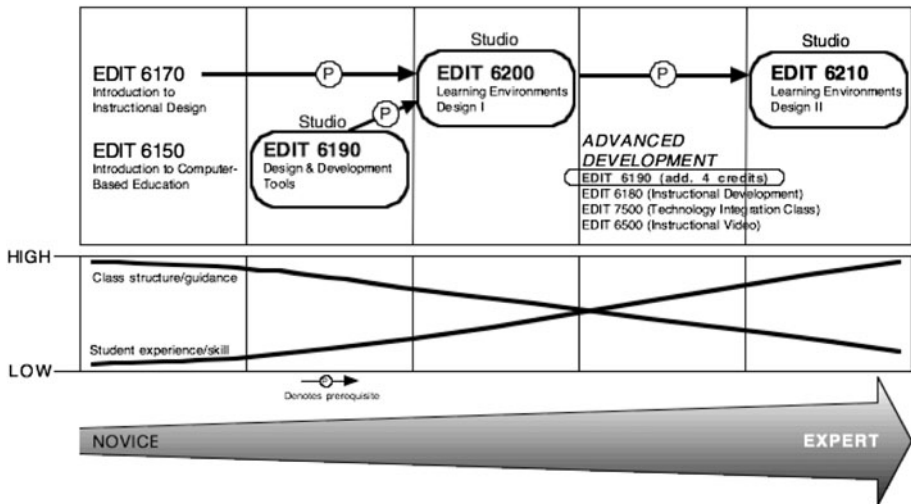 EDIT 6170
Introduction to
Instructional Design
EDIT 6150
Introduction to Computer-
Based Education
P
P
Studio
EDIT 6190
Design & Development
Tools
Studio
EDIT 6200
Learning Environments
Design I
P
ADVANCED
DEVELOPMENT
EDIT 6190 (add. 4 credits)
EDIT 6180 (Instructional Development)
EDIT 7500 (Technology Integration Class)
EDIT 6500 (Instructional Video)
Studio
EDIT 6210
Learning Environments
Design II
HIGH
Class structure/guidance
Student experience/skill
LOW
P
Denotes prerequisite
NOVICE
EXPERT